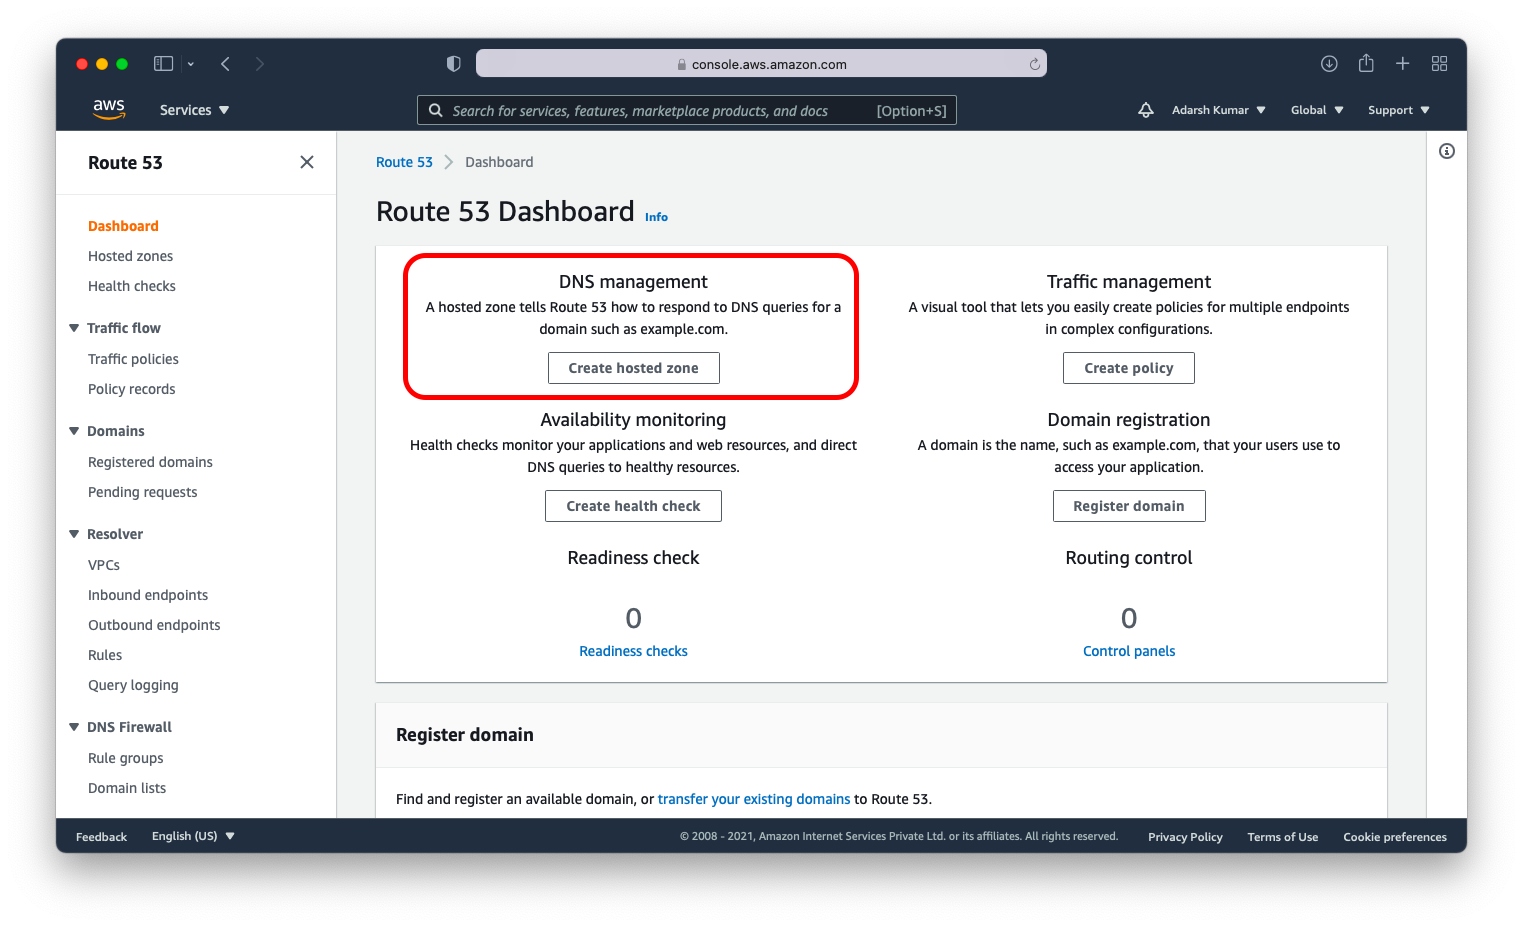 console.aws.amazon.com
aws
Services
Search for services, features, marketplace products, and docs
[Option+S]
Adarsh Kumar
Global
Support
Route 53
Dashboard
Hosted zones
Health checks
Traffic flow
Traffic policies
Policy records
Domains
Registered domains
Pending requests
Resolver
VPCs
Inbound endpoints
Outbound endpoints
Rules
Query logging
DNS Firewall
Rule groups
Domain lists
Route 53
Dashboard
Route 53 Dashboard
Info
DNS management
A hosted zone tells Route 53 how to respond to DNS queries for a
domain such as example.com.
Create hosted zone
Traffic management
A visual tool that lets you easily create policies for multiple endpoints
in complex configurations.
Create policy
Availability monitoring
Health checks monitor your applications and web resources, and direct
DNS queries to healthy resources.
Create health check
Domain registration
A domain is the name, such as example.com, that your users use to
access your application.
Register domain
Readiness check
0
Readiness checks
Routing control
0
Control panels
Register domain
Find and register an available domain, or transfer your existing domains to Route 53.
Feedback
English (US)
© 2008 - 2021, Amazon Internet Services Private Ltd. or its affiliates. All rights reserved.
Privacy Policy
Terms of Use
Cookie preferences